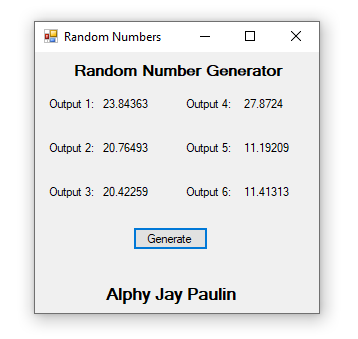 Random Numbers
Random Number Generator
Output 1: 23.84363 Output 4: 27.8724
Output 2: 20.76493 Output 5: 11.19209
Output 3: 20.42259 Output 6: 11.41313
Generate
Alphy Jay Paulin